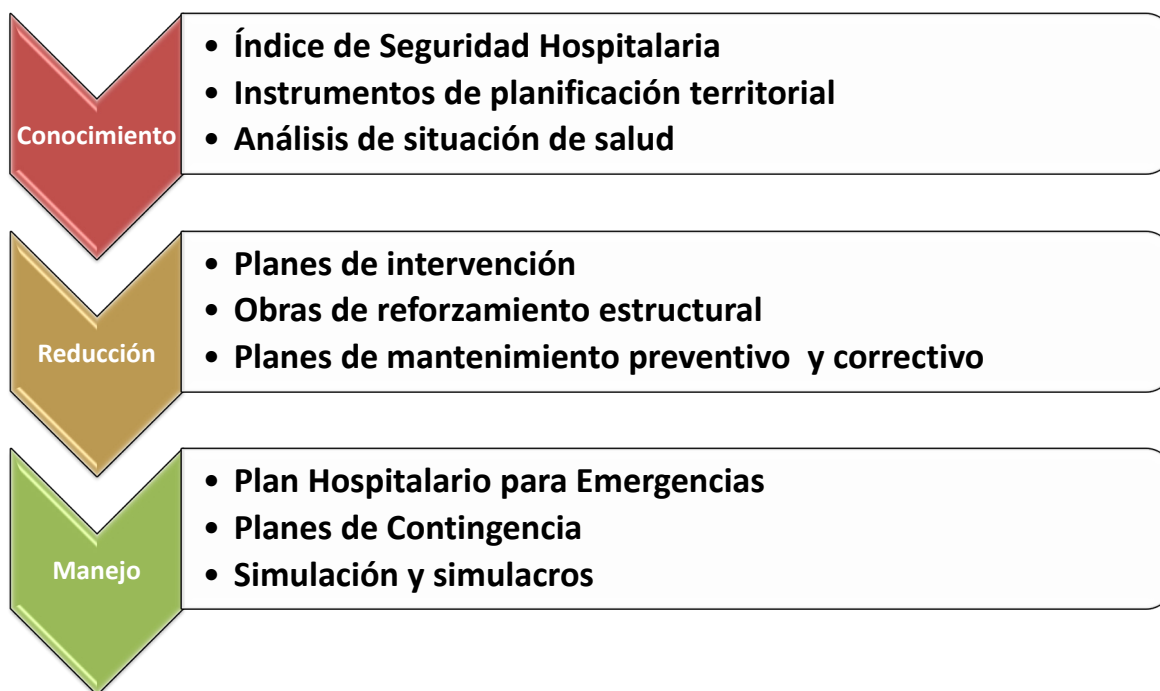 Conocimiento
• Índice de Seguridad Hospitalaria
• Instrumentos de planificación territorial
• Análisis de situación de salud
Reducción
• Planes de intervención
• Obras de reforzamiento estructural
• Planes de mantenimiento preventivo y correctivo
Manejo
• Plan Hospitalario para Emergencias
• Planes de Contingencia
• Simulación y simulacros